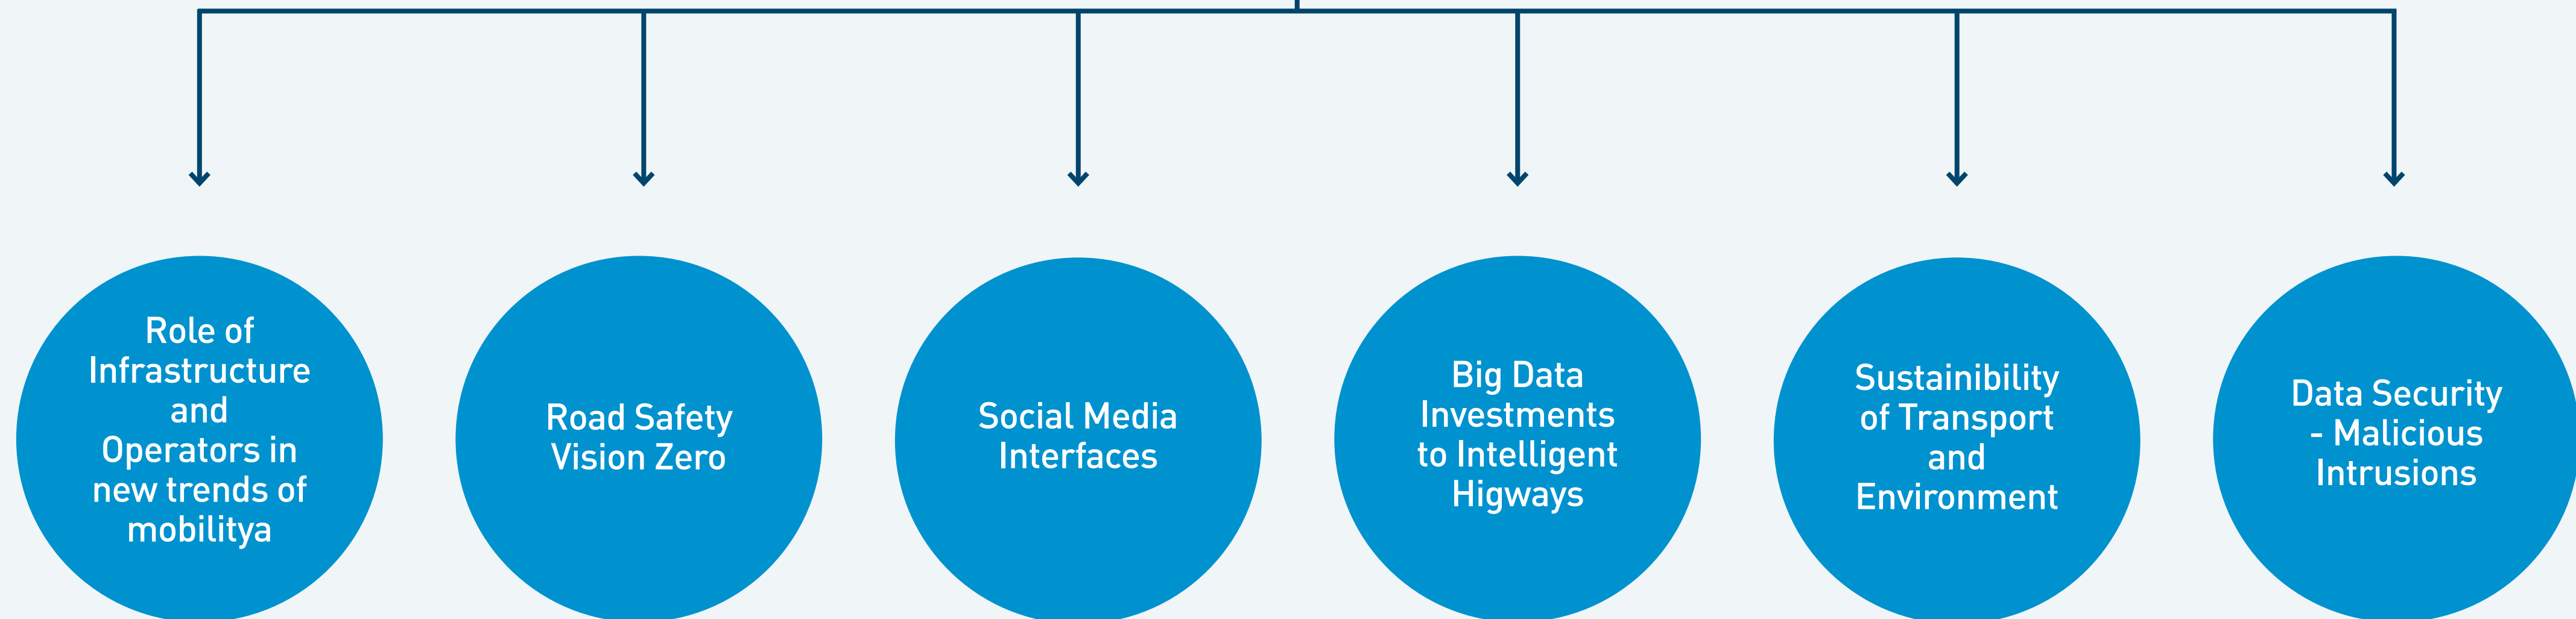 Role of
Infrastructure
and
Operators in
new trends of
mobilitya
Road Safety
Vision Zero
Social Media
Interfaces
Big Data
Investments
to Intelligent
Higways
Sustainibility
of Transport
and
Environment
Data Security
- Malicious
Intrusions